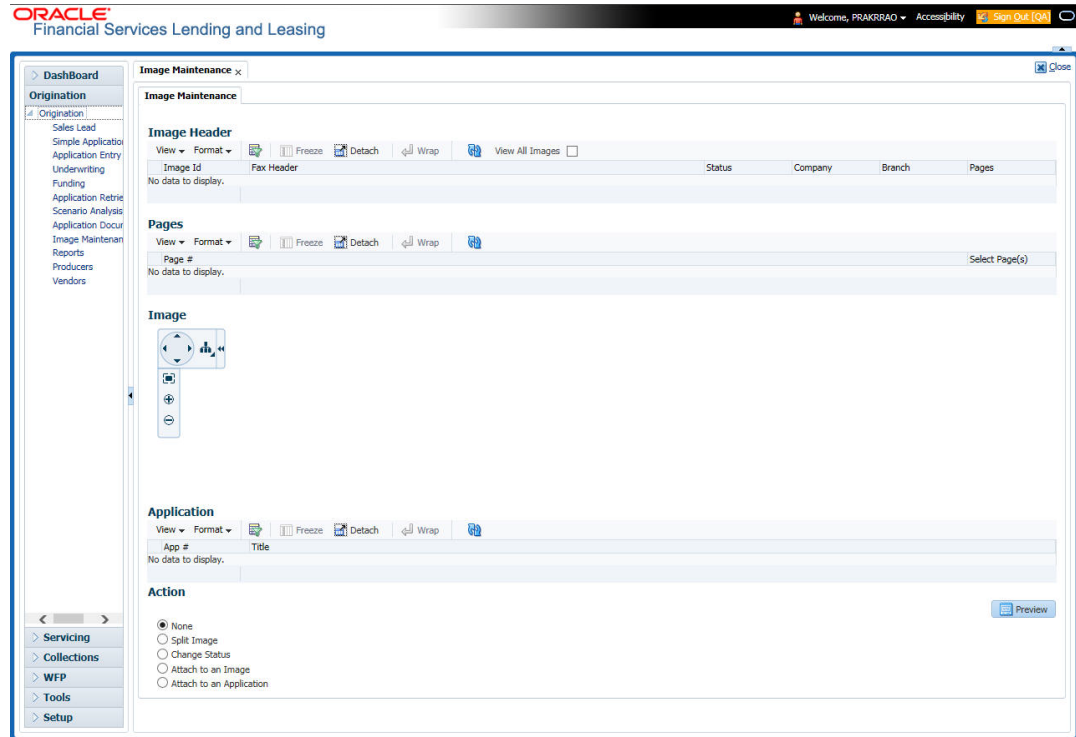 ORACLE
Financial Services Lending and Leasing
Welcome, PRAKRRAO Accessibility Sign Out [QA]
Close
DashBoard
Origination
Origination
Sales Lead
Simple Applicatio
Application Entry
Underwriting
Funding
Application Retrie
Scenario Analysis
Application Docur
Image Maintenan
Reports
Producers
Vendors
Servicing
Collections
WFP
Tools
Setup
Image Maintenance x
Image Maintenance
Image Header
View Format Freeze Detach Wrap View All Images
Image Id Fax Header Status Company Branch Pages
No data to display.
Pages
View Format Freeze Detach Wrap
Page # Select Page(s)
No data to display.
Image
Application
View Format Freeze Detach Wrap
App # Title
No data to display.
Action
Preview
None
Split Image
Change Status
Attach to an Image
Attach to an Application